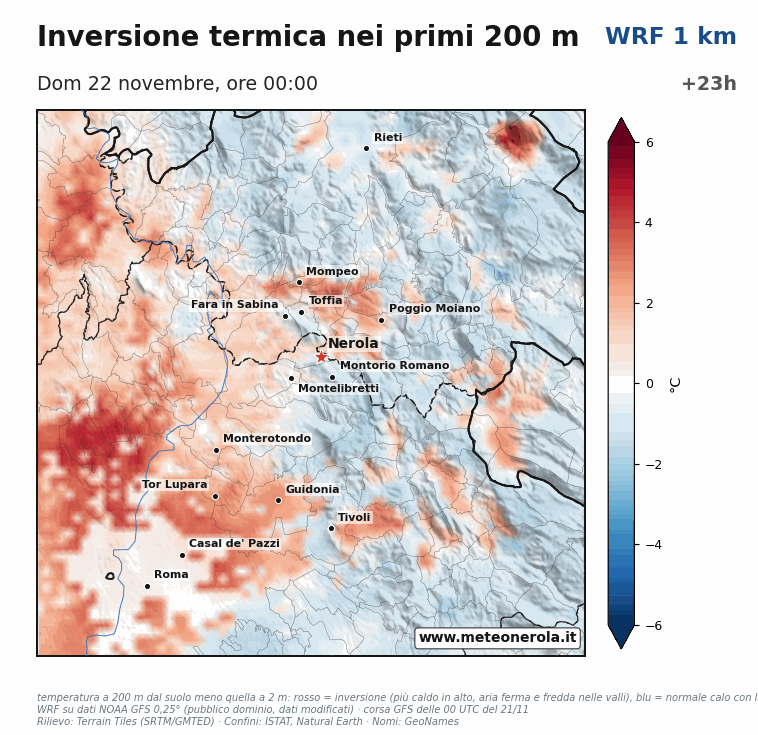 Inversione termica nei primi 200 m WRF 1 km
Dom 22 novembre, ore 00:00 +23h
Rieti
Mompeo
Fara in Sabina
Toffia
Poggio Moiano
Nerola
Montorio Romano
Montelibretti
Monterotondo
Tor Lupara
Guidonia
Tivoli
Casal de' Pazzi
Roma
www.meteonerola.it
6
4
2
0
−2
−4
−6
°C
temperatura a 200 m dal suolo meno quella a 2 m: rosso = inversione (più caldo in alto, aria ferma e fredda nelle valli), blu = normale calo con
WRF su dati NOAA GFS 0,25° (pubblico dominio, dati modificati) · corsa GFS delle 00 UTC del 21/11
Rilievo: Terrain Tiles (SRTM/GMTED) · Confini: ISTAT, Natural Earth · Nomi: GeoNames